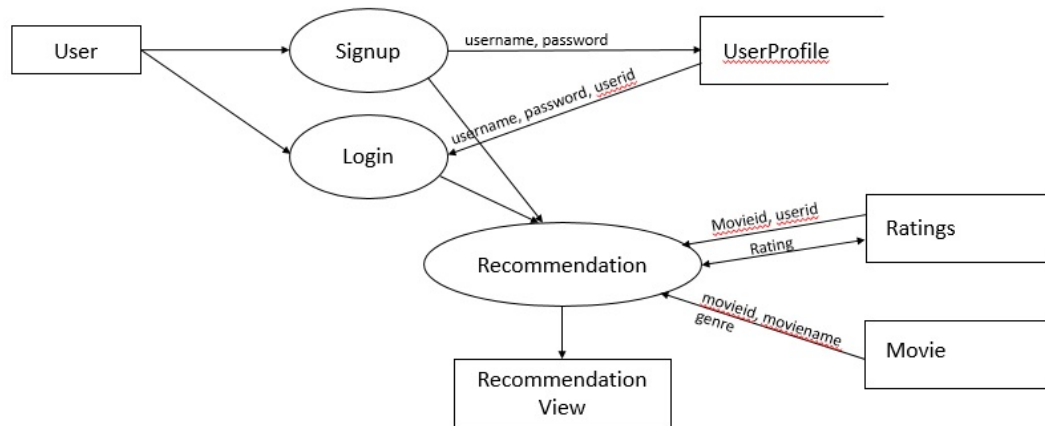 User
Signup
username, password
UserProfile
username, password, userid
Login
Movieid, userid
Ratings
Rating
Recommendation
movieid, moviename
genre
Movie
Recommendation
View